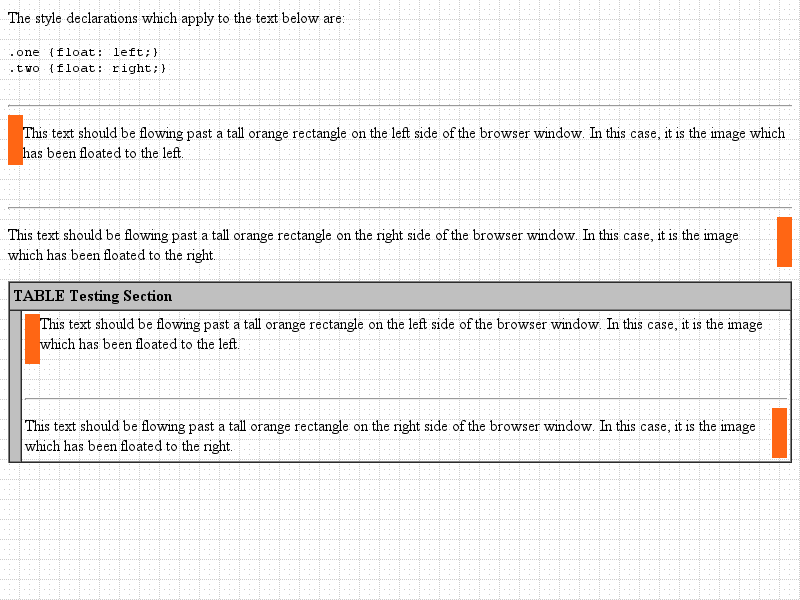 The style declarations which apply to the text below are:
.one {float: left;}
.two {float: right;}
This text should be flowing past a tall orange rectangle on the left side of the browser window. In this case, it is the image which
has been floated to the left.
This text should be flowing past a tall orange rectangle on the right side of the browser window. In this case, it is the image
which has been floated to the right.
TABLE Testing Section
This text should be flowing past a tall orange rectangle on the left side of the browser window. In this case, it is the image
which has been floated to the left.
This text should be flowing past a tall orange rectangle on the right side of the browser window. In this case, it is the image
which has been floated to the right.